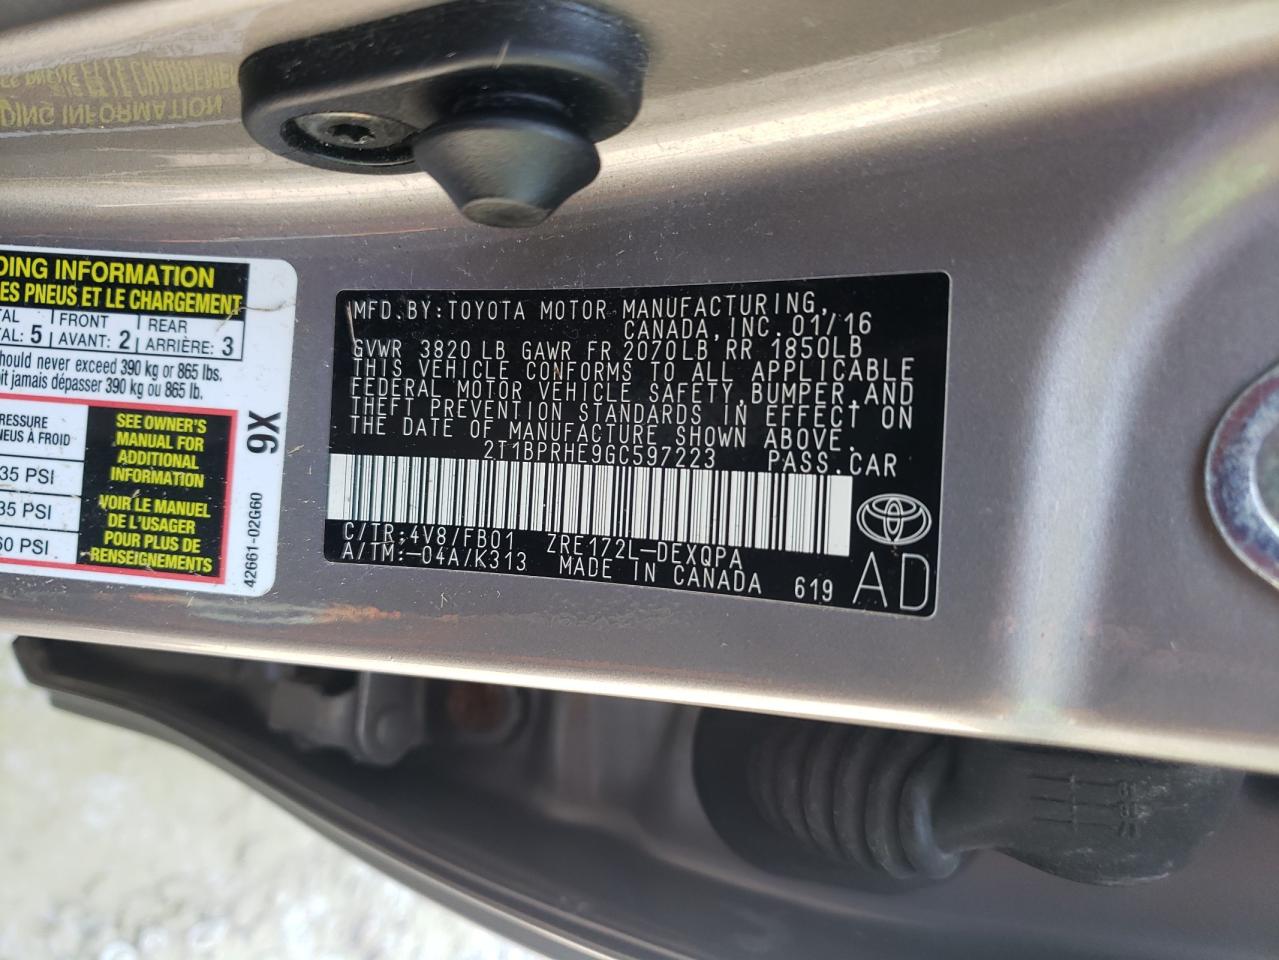 DING INFORMATION
ES PNEUS ET LE CHARGEMENT
TAL FRONT REAR
TAL: 5 AVANT: 2 ARRIÈRE: 3
should never exceed 390 kg or 865 lbs.
oit jamais dépasser 390 kg ou 865 lb.
RESSURE
NEUS À FROID
35 PSI
35 PSI
60 PSI
SEE OWNER'S
MANUAL FOR
ADDITIONAL
INFORMATION
VOIR LE MANUEL
DE L'USAGER
POUR PLUS DE
RENSEIGNEMENTS
9X
42661-02G60
MFD. BY: TOYOTA MOTOR MANUFACTURING,
CANADA, INC. 01/16
GVWR 3820 LB GAWR FR 2070LB RR 1850LB
THIS VEHICLE CONFORMS TO ALL APPLICABLE
FEDERAL MOTOR VEHICLE SAFETY, BUMPER, AND
THEFT PREVENTION STANDARDS IN EFFECT ON
THE DATE OF MANUFACTURE SHOWN ABOVE.
2T1BPRHE9GC597223 PASS.CAR
C/TR:4V8/FB01 ZRE172L-DEXQPA
A/TM:-04A/K313 MADE IN CANADA 619
AD